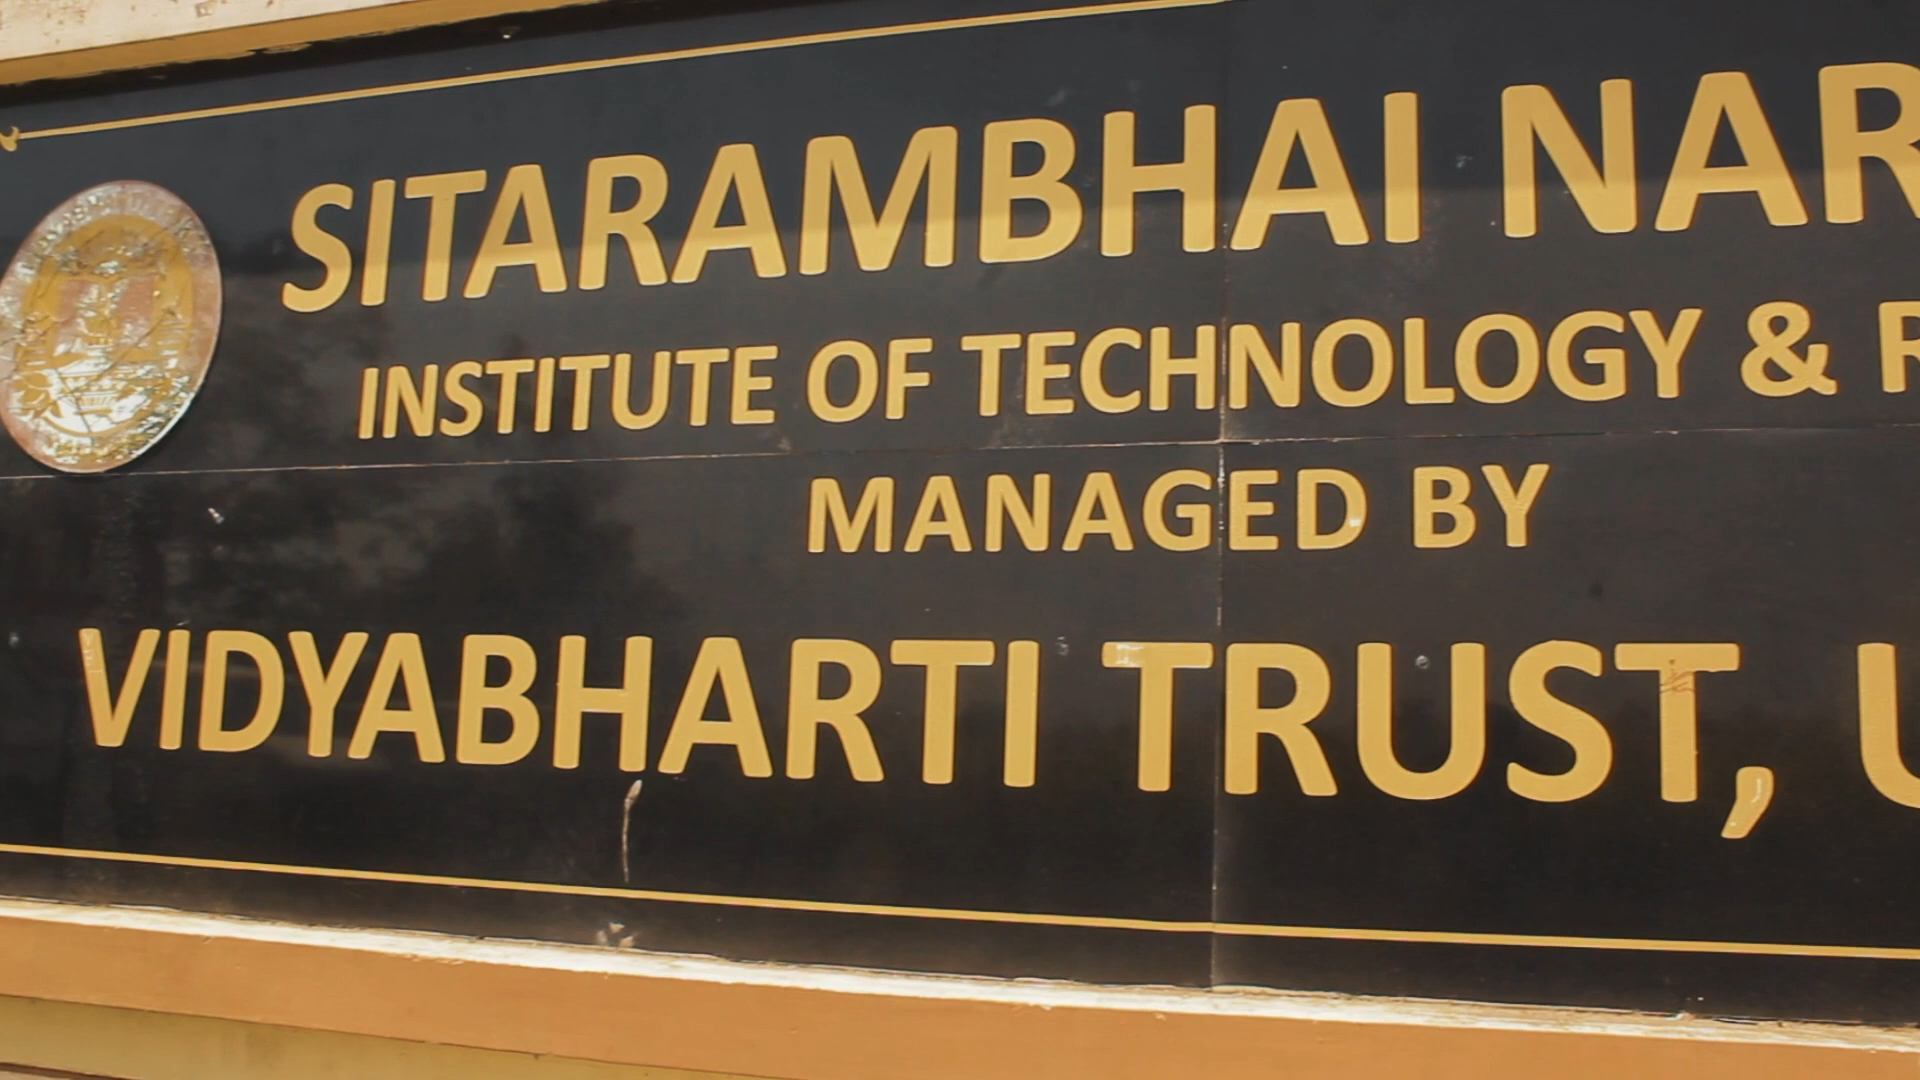 SITARAMBHAI NAR
INSTITUTE OF TECHNOLOGY & R
MANAGED BY
VIDYABHARTI TRUST, U